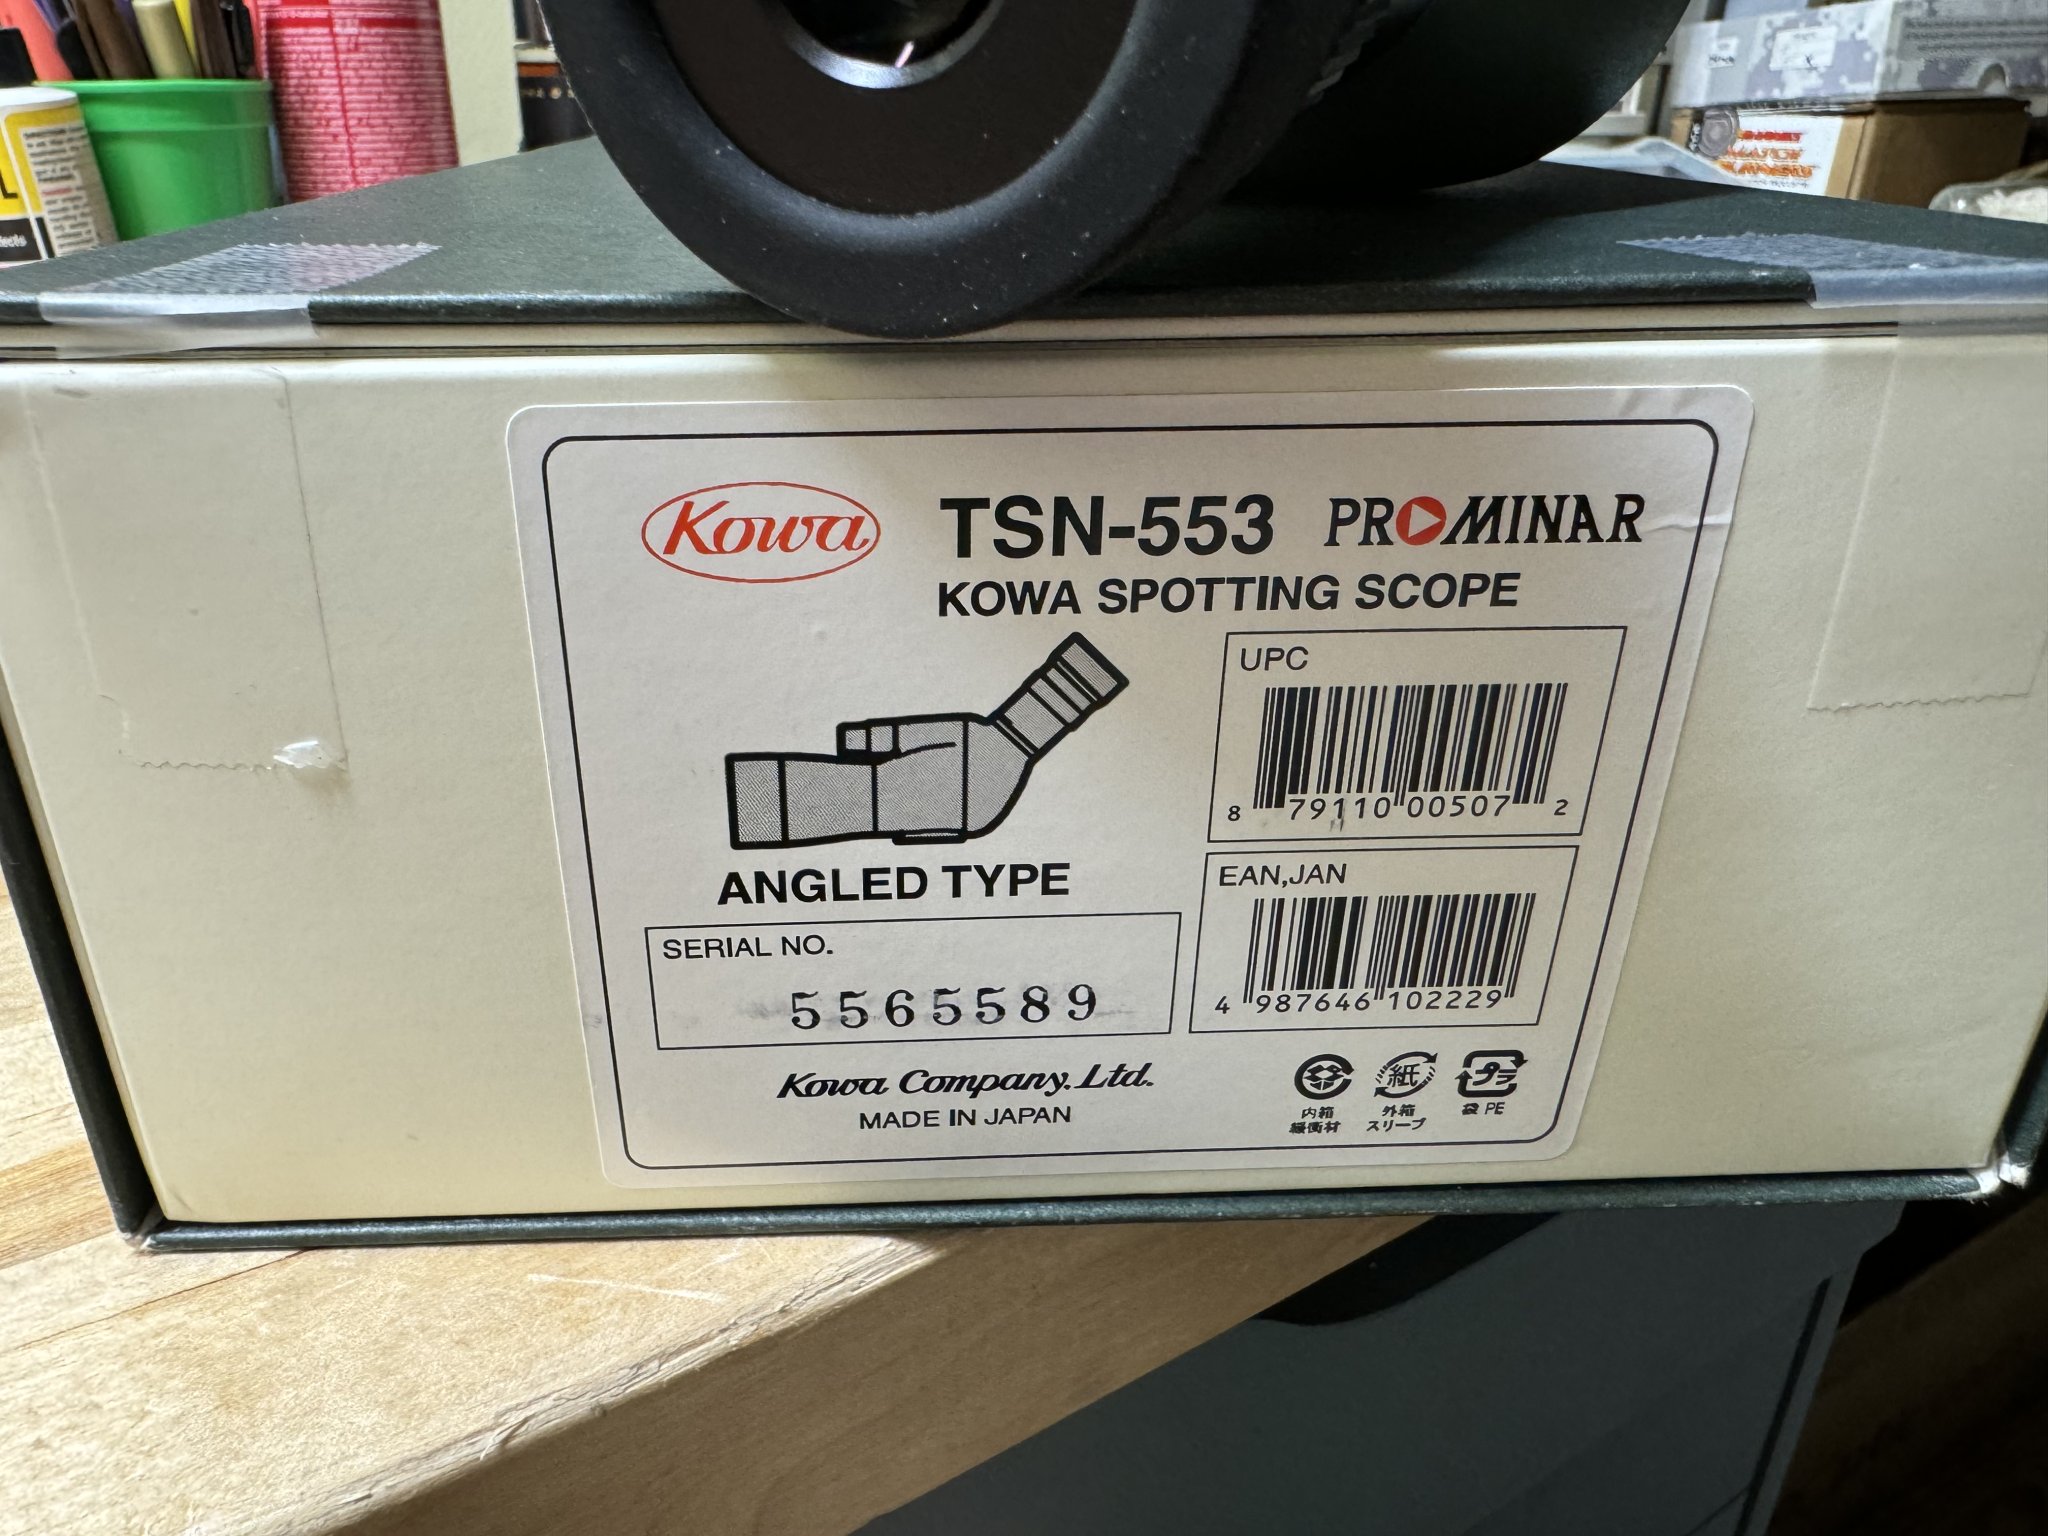 Kowa
TSN-553 PROMINAR
KOWA SPOTTING SCOPE
UPC
8 79110 00507 2
ANGLED TYPE
EAN,JAN
4 987646 102229
SERIAL NO.
5565589
Kowa Company, Ltd.
MADE IN JAPAN
紙
プラ
内箱
緩衝材
外箱
スリーブ
袋 PE